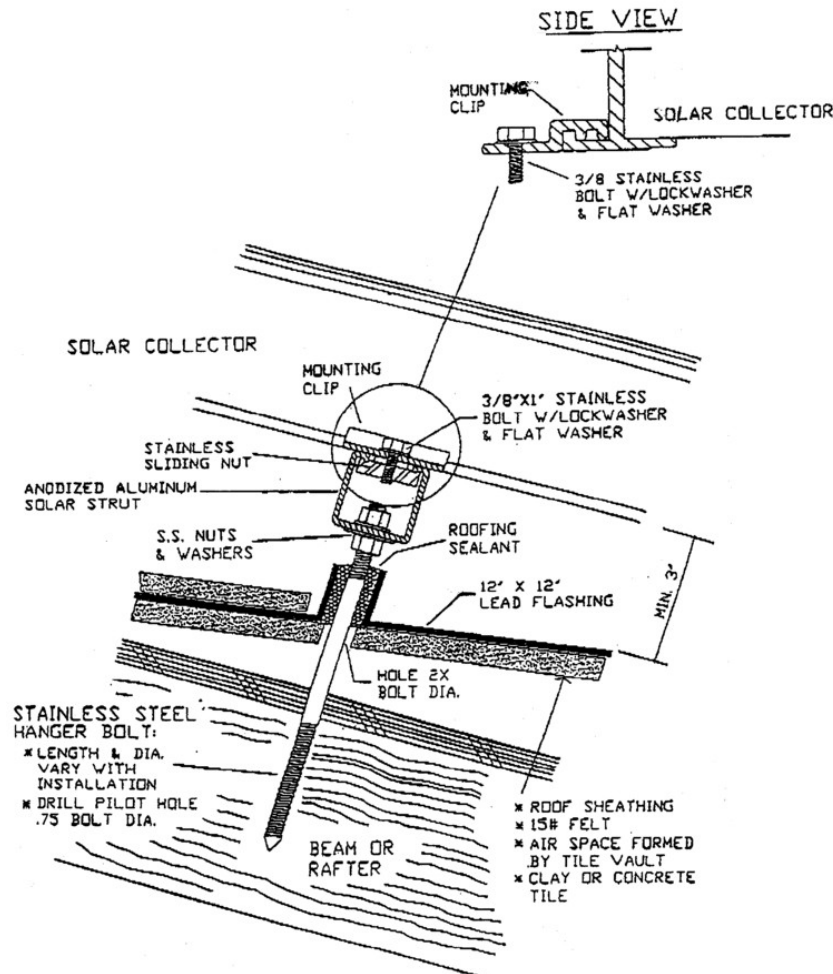 SIDE VIEW
MOUNTING
CLIP
SOLAR COLLECTOR
3/8 STAINLESS
BOLT W/LOCKWASHER
& FLAT WASHER
SOLAR COLLECTOR
MOUNTING
CLIP
3/8"X1" STAINLESS
BOLT W/LOCKWASHER
& FLAT WASHER
STAINLESS
SLIDING NUT
ANODIZED ALUMINUM
SOLAR STRUT
S.S. NUTS
& WASHERS
ROOFING
SEALANT
12" X 12"
LEAD FLASHING
MIN. 3"
HOLE 2X
BOLT DIA.
STAINLESS STEEL
HANGER BOLT:
* LENGTH & DIA.
VARY WITH
INSTALLATION
* DRILL PILOT HOLE
.75 BOLT DIA.
BEAM OR
RAFTER
* ROOF SHEATHING
* 15# FELT
* AIR SPACE FORMED
BY TILE VAULT
* CLAY OR CONCRETE
TILE